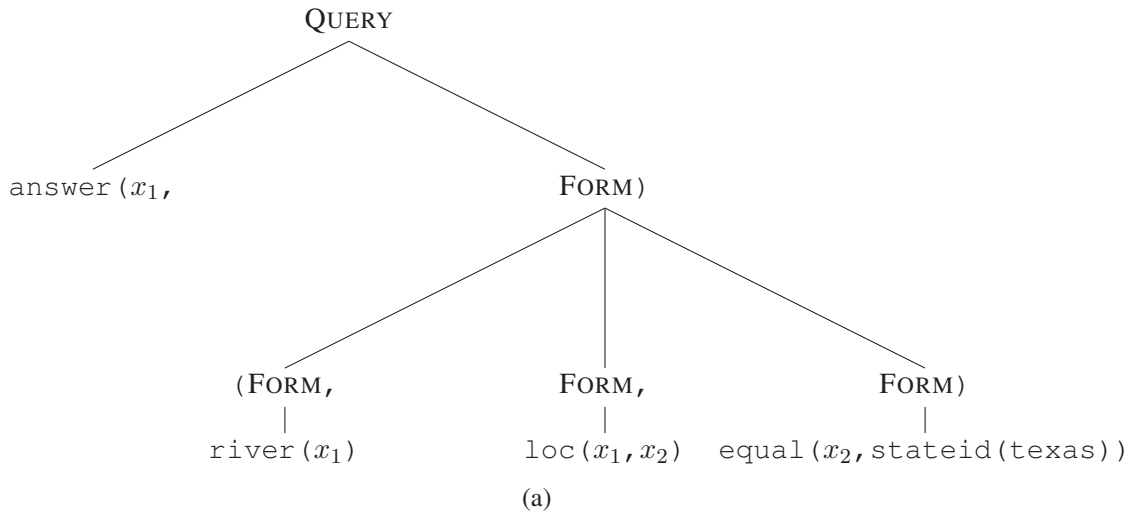 QUERY
answer(x₁, FORM)
(FORM, FORM, FORM)
river(x₁) loc(x₁,x₂) equal(x₂,stateid(texas))
(a)